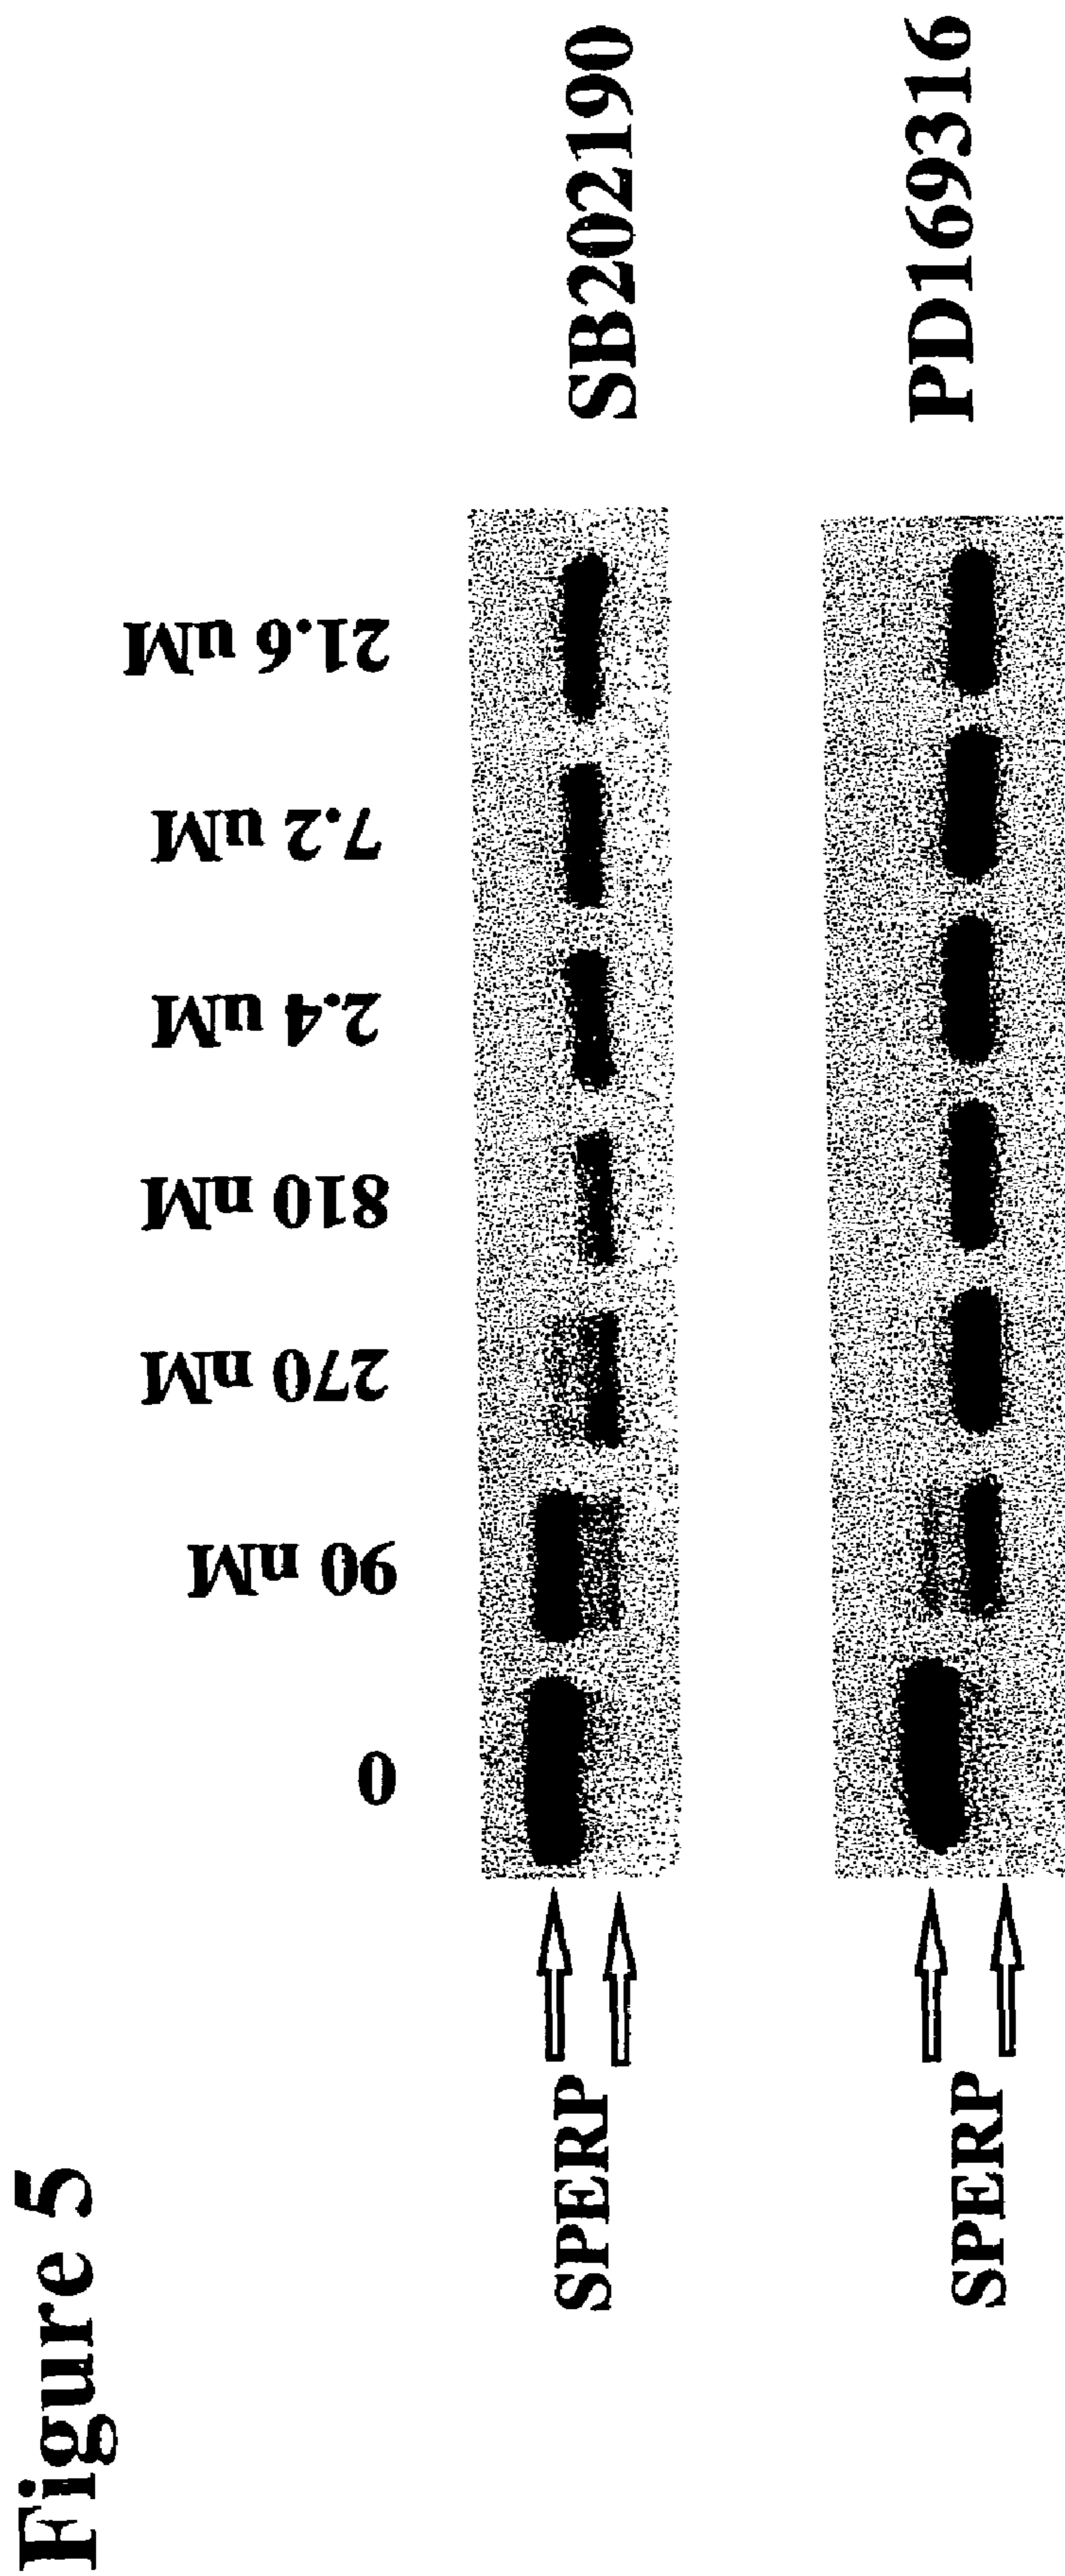 Figure 5
0
90 nM
270 nM
810 nM
2.4 uM
7.2 uM
21.6 uM
SPERP
SB202190
SPERP
PD1693316